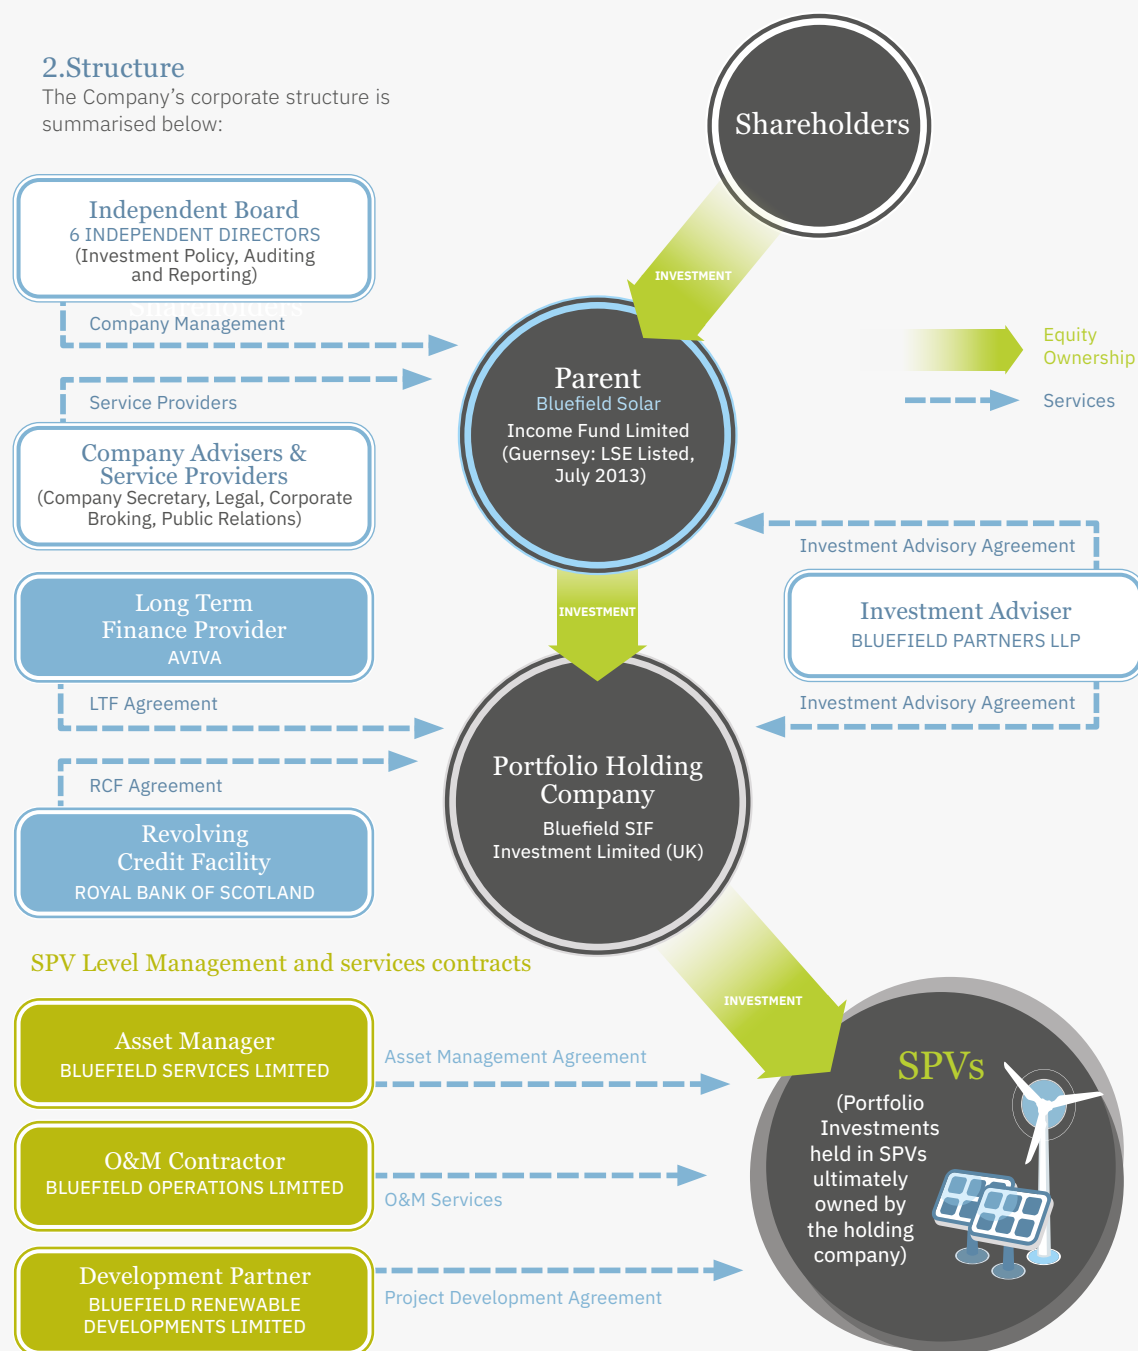 2.Structure
The Company's corporate structure is
summarised below:
Shareholders
INVESTMENT
Independent Board
6 INDEPENDENT DIRECTORS
(Investment Policy, Auditing
and Reporting)
Shareholders
Company Management
Service Providers
Company Advisers &
Service Providers
(Company Secretary, Legal, Corporate
Broking, Public Relations)
Parent
Bluefield Solar
Income Fund Limited
(Guernsey: LSE Listed,
July 2013)
Equity
Ownership
Services
Investment Advisory Agreement
Investment Adviser
BLUEFIELD PARTNERS LLP
Investment Advisory Agreement
INVESTMENT
Long Term
Finance Provider
AVIVA
LTF Agreement
RCF Agreement
Revolving
Credit Facility
ROYAL BANK OF SCOTLAND
Portfolio Holding
Company
Bluefield SIF
Investment Limited (UK)
INVESTMENT
SPV Level Management and services contracts
Asset Manager
BLUEFIELD SERVICES LIMITED
Asset Management Agreement
O&M Contractor
BLUEFIELD OPERATIONS LIMITED
O&M Services
Development Partner
BLUEFIELD RENEWABLE
DEVELOPMENTS LIMITED
Project Development Agreement
SPVs
(Portfolio
Investments
held in SPVs
ultimately
owned by
the holding
company)